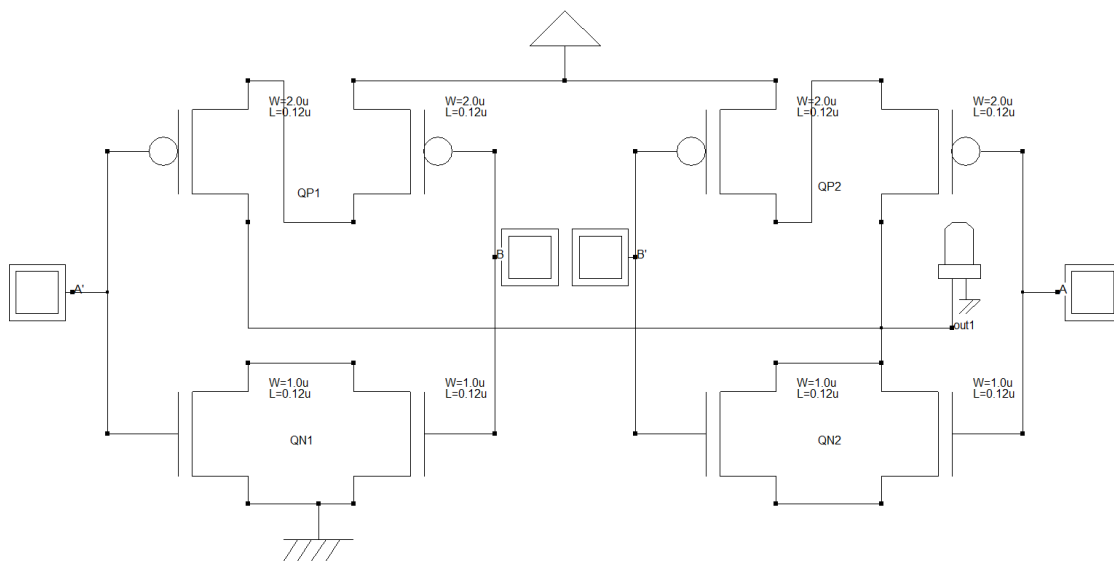 W=2.0u
L=0.12u
W=2.0u
L=0.12u
W=2.0u
L=0.12u
W=2.0u
L=0.12u
QP1
QP2
B
B'
A'
A
out1
W=1.0u
L=0.12u
W=1.0u
L=0.12u
W=1.0u
L=0.12u
W=1.0u
L=0.12u
QN1
QN2